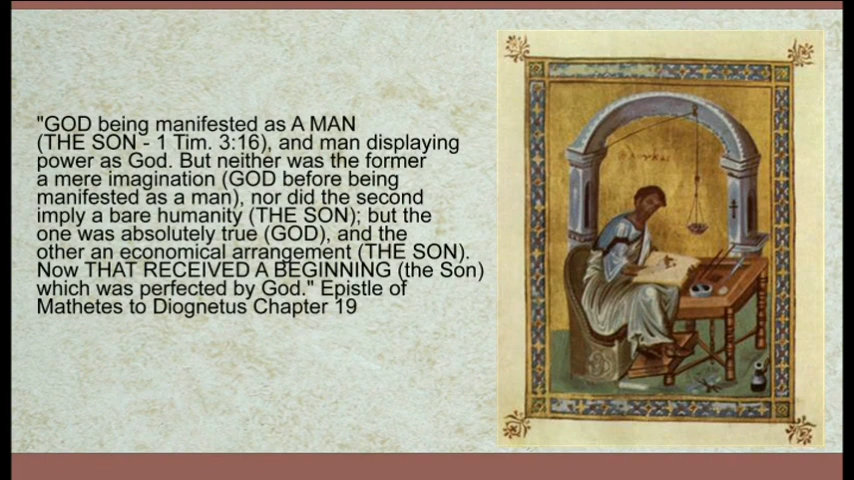 "GOD being manifested as A MAN
(THE SON - 1 Tim. 3:16), and man displaying
power as God. But neither was the former
a mere imagination (GOD before being
manifested as a man), nor did the second
imply a bare humanity (THE SON); but the
one was absolutely true (GOD), and the
other an economical arrangement (THE SON).
Now THAT RECEIVED A BEGINNING (the Son)
which was perfected by God." Epistle of
Mathetes to Diognetus Chapter 19